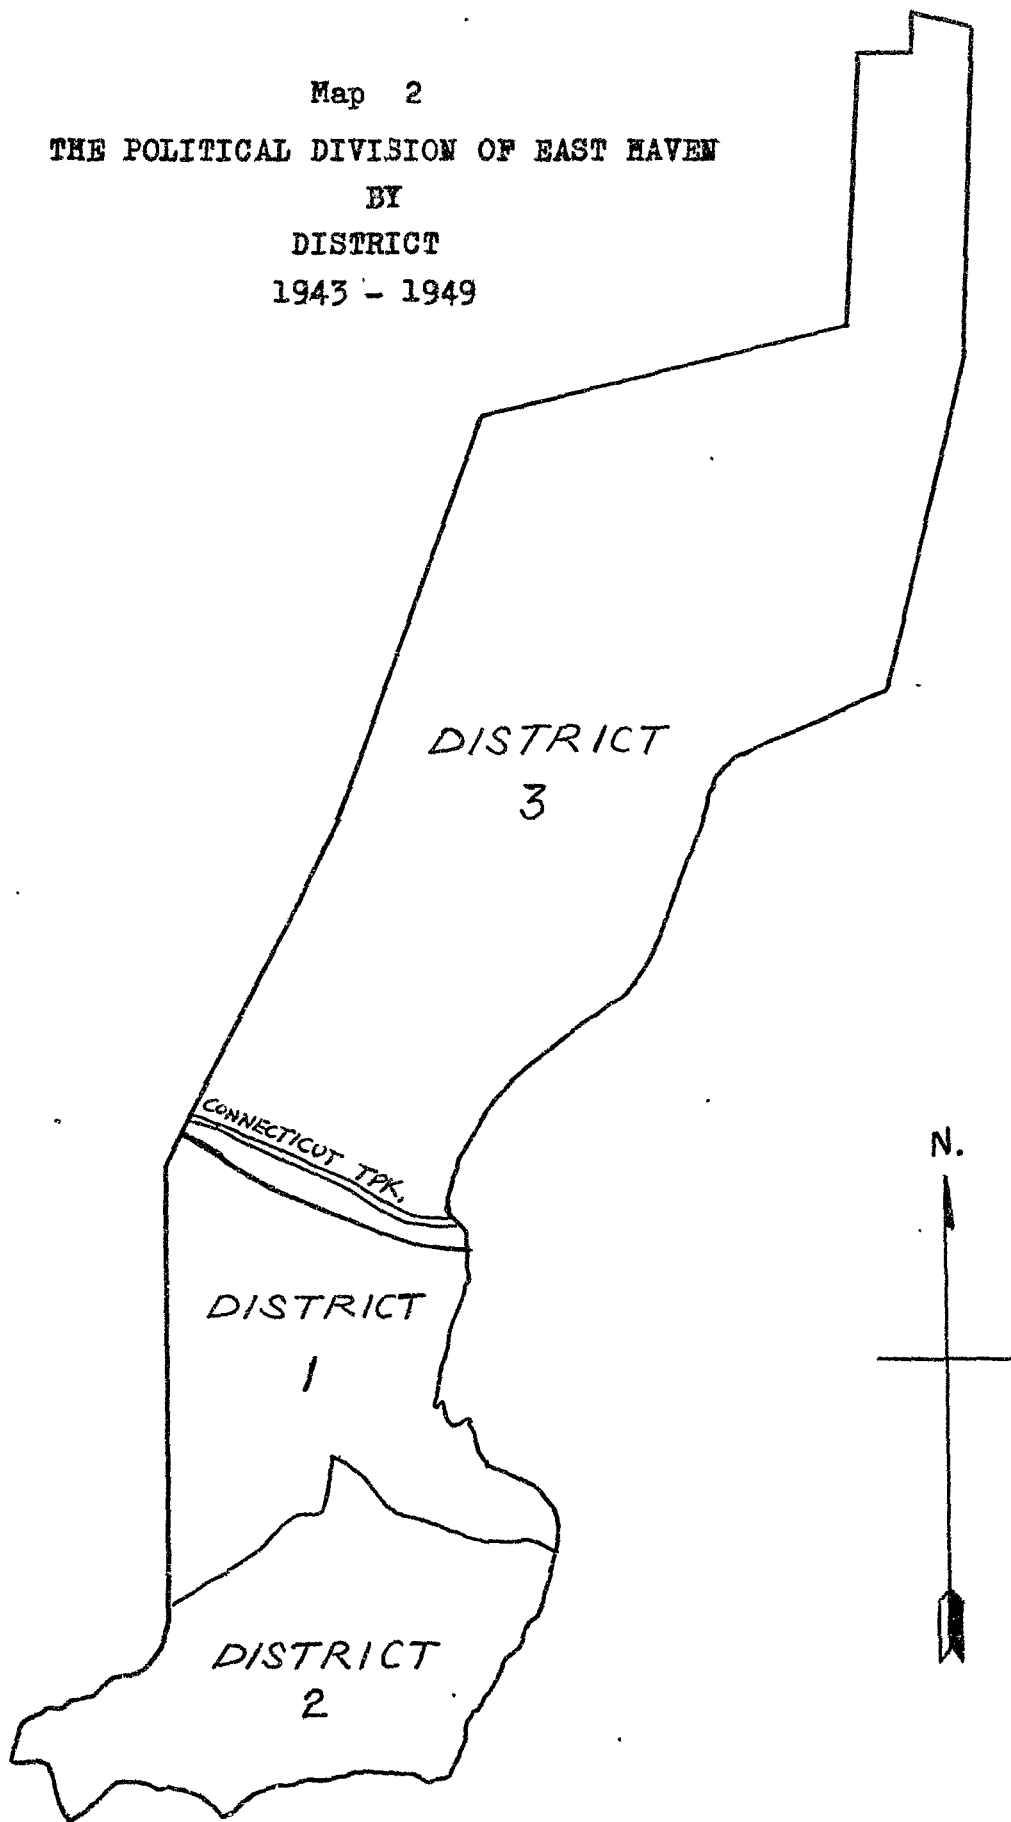 Map 2
THE POLITICAL DIVISION OF EAST HAVEN
BY
DISTRICT
1943 - 1949
DISTRICT
3
CONNECTICUT TPK.
N.
DISTRICT
1
DISTRICT
2